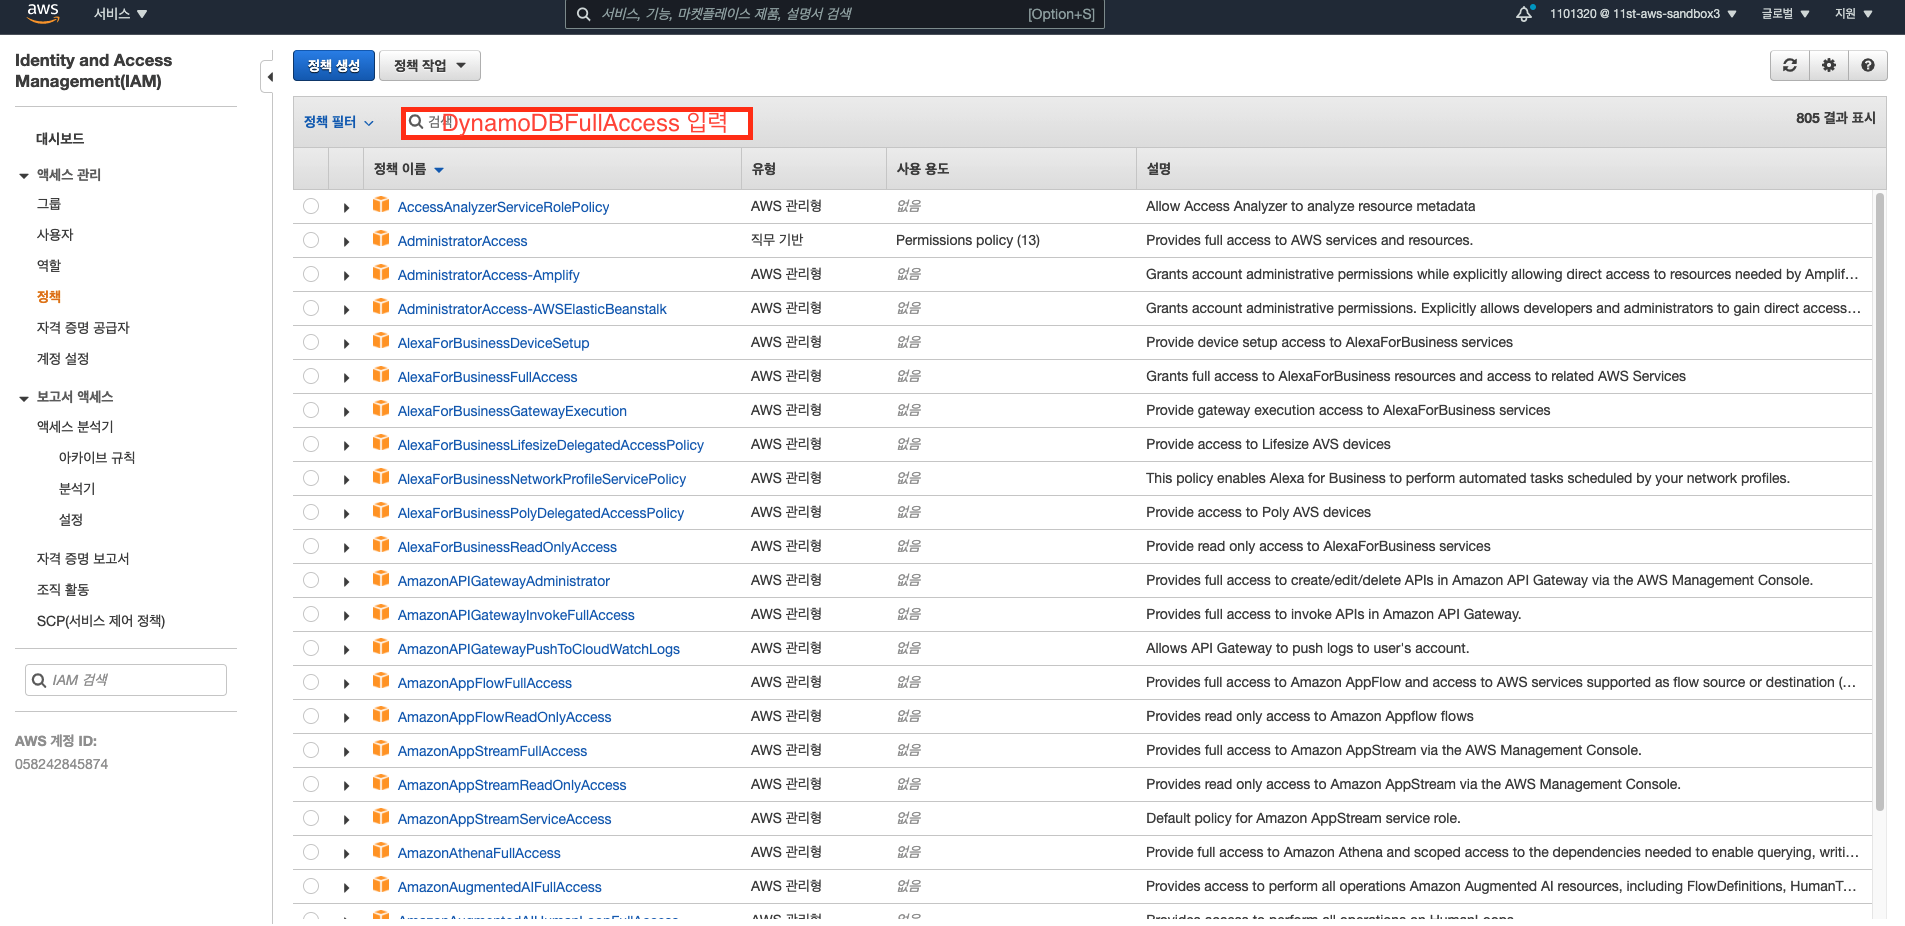 aws
서비스
서비스, 기능, 마켓플레이스 제품, 설명서 검색
[Option+S]
1101320 @ 11st-aws-sandbox3
글로벌
지원
Identity and Access
Management(IAM)
대시보드
액세스 관리
그룹
사용자
역할
정책
자격 증명 공급자
계정 설정
보고서 액세스
액세스 분석기
아카이브 규칙
분석기
설정
자격 증명 보고서
조직 활동
SCP(서비스 제어 정책)
IAM 검색
AWS 계정 ID:
058242845874
정책 생성
정책 작업
정책 필터
검색
DynamoDBFullAccess 입력
805 결과 표시
정책 이름 유형 사용 용도 설명
AccessAnalyzerServiceRolePolicy AWS 관리형 없음 Allow Access Analyzer to analyze resource metadata
AdministratorAccess 직무 기반 Permissions policy (13) Provides full access to AWS services and resources.
AdministratorAccess-Amplify AWS 관리형 없음 Grants account administrative permissions while explicitly allowing direct access to resources needed by Amplif…
AdministratorAccess-AWSElasticBeanstalk AWS 관리형 없음 Grants account administrative permissions. Explicitly allows developers and administrators to gain direct access…
AlexaForBusinessDeviceSetup AWS 관리형 없음 Provide device setup access to AlexaForBusiness services
AlexaForBusinessFullAccess AWS 관리형 없음 Grants full access to AlexaForBusiness resources and access to related AWS Services
AlexaForBusinessGatewayExecution AWS 관리형 없음 Provide gateway execution access to AlexaForBusiness services
AlexaForBusinessLifesizeDelegatedAccessPolicy AWS 관리형 없음 Provide access to Lifesize AVS devices
AlexaForBusinessNetworkProfileServicePolicy AWS 관리형 없음 This policy enables Alexa for Business to perform automated tasks scheduled by your network profiles.
AlexaForBusinessPolyDelegatedAccessPolicy AWS 관리형 없음 Provide access to Poly AVS devices
AlexaForBusinessReadOnlyAccess AWS 관리형 없음 Provide read only access to AlexaForBusiness services
AmazonAPIGatewayAdministrator AWS 관리형 없음 Provides full access to create/edit/delete APIs in Amazon API Gateway via the AWS Management Console.
AmazonAPIGatewayInvokeFullAccess AWS 관리형 없음 Provides full access to invoke APIs in Amazon API Gateway.
AmazonAPIGatewayPushToCloudWatchLogs AWS 관리형 없음 Allows API Gateway to push logs to user's account.
AmazonAppFlowFullAccess AWS 관리형 없음 Provides full access to Amazon AppFlow and access to AWS services supported as flow source or destination (…
AmazonAppFlowReadOnlyAccess AWS 관리형 없음 Provides read only access to Amazon Appflow flows
AmazonAppStreamFullAccess AWS 관리형 없음 Provides full access to Amazon AppStream via the AWS Management Console.
AmazonAppStreamReadOnlyAccess AWS 관리형 없음 Provides read only access to Amazon AppStream via the AWS Management Console.
AmazonAppStreamServiceAccess AWS 관리형 없음 Default policy for Amazon AppStream service role.
AmazonAthenaFullAccess AWS 관리형 없음 Provide full access to Amazon Athena and scoped access to the dependencies needed to enable querying, writi…
AmazonAugmentedAIFullAccess AWS 관리형 없음 Provides access to perform all operations Amazon Augmented AI resources, including FlowDefinitions, HumanT…
AmazonAugmentedAIHumanLoopFullAccess AWS 관리형 없음 Provides access to perform all operations on HumanLoops.